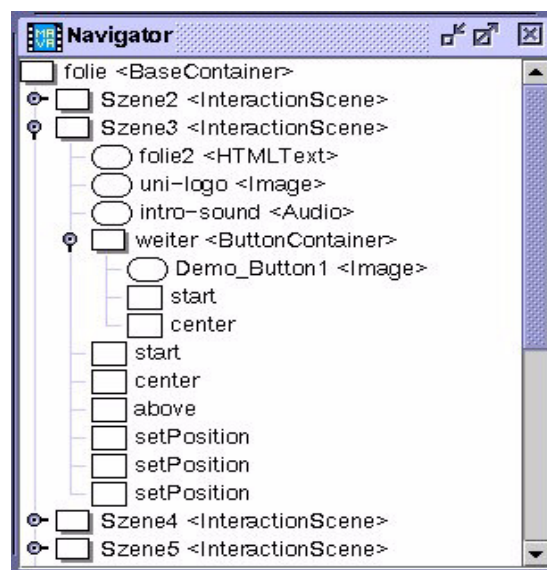 MAVA Navigator
folie <BaseContainer>
Szene2 <InteractionScene>
Szene3 <InteractionScene>
folie2 <HTMLText>
uni-logo <Image>
intro-sound <Audio>
weiter <ButtonContainer>
Demo_Button1 <Image>
start
center
start
center
above
setPosition
setPosition
setPosition
Szene4 <InteractionScene>
Szene5 <InteractionScene>